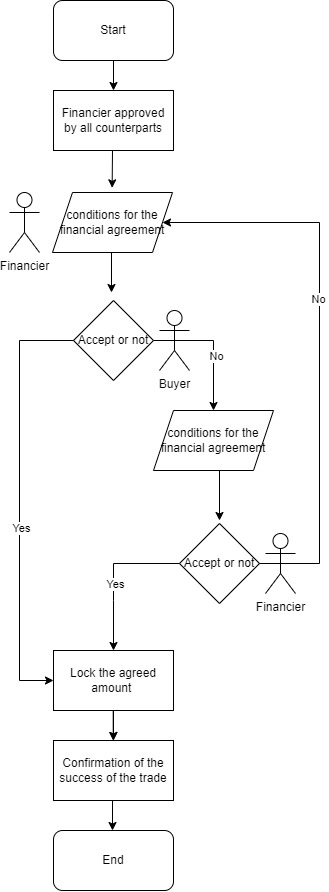 Start
Financier approved
by all counterparts
conditions for the
financial agreement
Financier
Accept or not
Buyer
No
No
conditions for the
financial agreement
Yes
Accept or not
Yes
Financier
Lock the agreed
amount
Confirmation of the
success of the trade
End